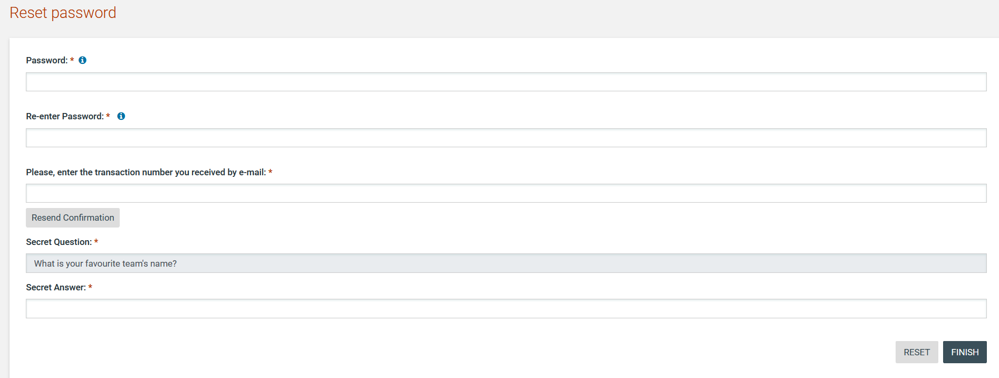 Reset password
Password: *
Re-enter Password: *
Please, enter the transaction number you received by e-mail: *
Resend Confirmation
Secret Question: *
What is your favourite team's name?
Secret Answer: *
RESET FINISH